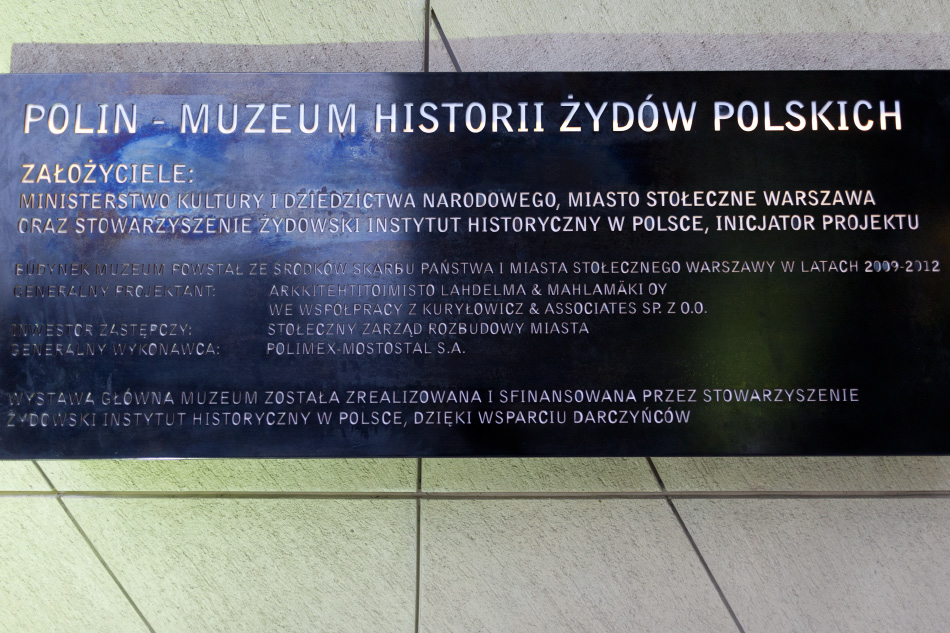 POLIN - MUZEUM HISTORII ŻYDÓW POLSKICH
ZAŁOŻYCIELE:
MINISTERSTWO KULTURY I DZIEDZICTWA NARODOWEGO, MIASTO STOŁECZNE WARSZAWA
ORAZ STOWARZYSZENIE ŻYDOWSKI INSTYTUT HISTORYCZNY W POLSCE, INICJATOR PROJEKTU
BUDYNEK MUZEUM POWSTAŁ ZE ŚRODKÓW SKARBU PAŃSTWA I MIASTA STOŁECZNEGO WARSZAWY W LATACH 2009-2012
GENERALNY PROJEKTANT: ARKKITEHTITOIMISTO LAHDELMA & MAHLAMÄKI OY
WE WSPÓŁPRACY Z KURYŁOWICZ & ASSOCIATES SP. Z O.O.
INWESTOR ZASTĘPCZY: STOŁECZNY ZARZĄD ROZBUDOWY MIASTA
GENERALNY WYKONAWCA: POLIMEX-MOSTOSTAL S.A.
WYSTAWA GŁÓWNA MUZEUM ZOSTAŁA ZREALIZOWANA I SFINANSOWANA PRZEZ STOWARZYSZENIE
ŻYDOWSKI INSTYTUT HISTORYCZNY W POLSCE, DZIĘKI WSPARCIU DARCZYŃCÓW